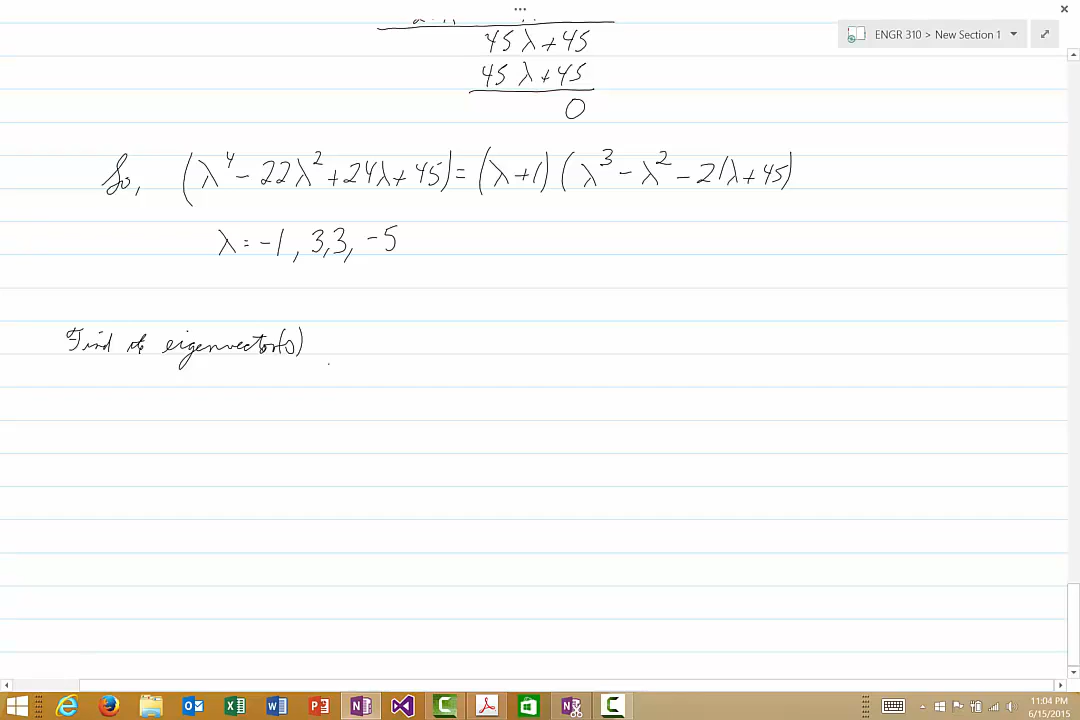 ...
ENGR 310 > New Section 1
45λ+45
45λ+45
0
So, (λ⁴ - 22λ² + 24λ + 45) = (λ+1) (λ³ - λ² - 21λ + 45)
λ = -1, 3,3, -5
Find the eigenvector(s)
11:04 PM
6/15/2015